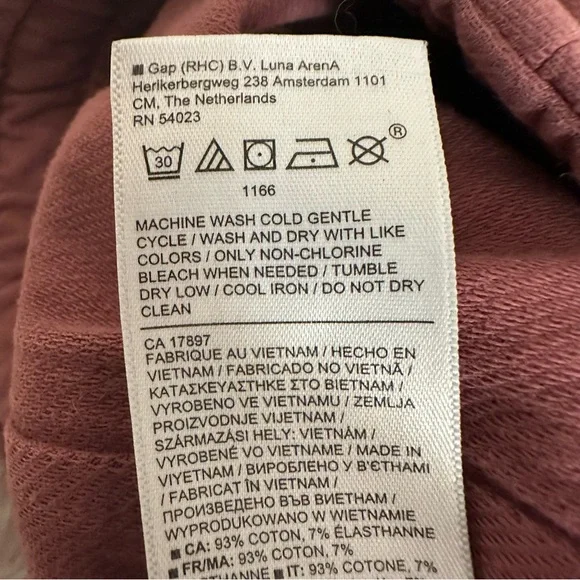 Gap (RHC) B.V. Luna ArenA
Herikerbergweg 238 Amsterdam 1101
CM, The Netherlands
RN 54023
30 ®
1166
MACHINE WASH COLD GENTLE
CYCLE / WASH AND DRY WITH LIKE
COLORS / ONLY NON-CHLORINE
BLEACH WHEN NEEDED / TUMBLE
DRY LOW / COOL IRON / DO NOT DRY
CLEAN
CA 17897
FABRIQUE AU VIETNAM / HECHO EN
VIETNAM / FABRICADO NO VIETNÃ /
ΚΑΤΑΣΚΕΥΑΣΤΗΚΕ ΣΤΟ ΒΙΕΤΝΑΜ /
VYROBENO VE VIETNAMU / ZEMLJA
PROIZVODNJE VIJETNAM /
SZÁRMAZÁSI HELY: VIETNÁM /
VYROBENÉ VO VIETNAME / MADE IN
VIYETNAM / ВИРОБЛЕНО У В'ЄТНАМІ
/ FABRICAT ÎN VIETNAM /
ПРОИЗВЕДЕНО ВЪВ ВИЕТНАМ /
WYPRODUKOWANO W WIETNAMIE
CA: 93% COTON, 7% ÉLASTHANNE
FR/MA: 93% COTON, 7%
ÉLASTHANNE IT: 93% COTONE, 7%